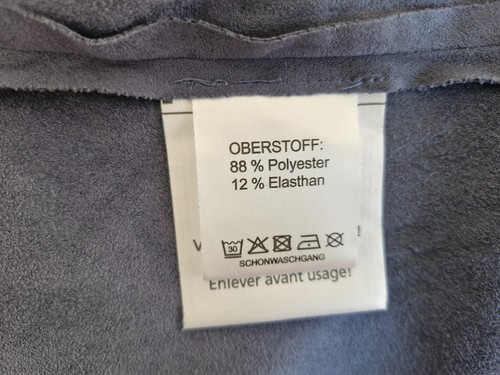 OBERSTOFF:
88 % Polyester
12 % Elasthan
30
SCHONWASCHGANG
Enlever avant usage!